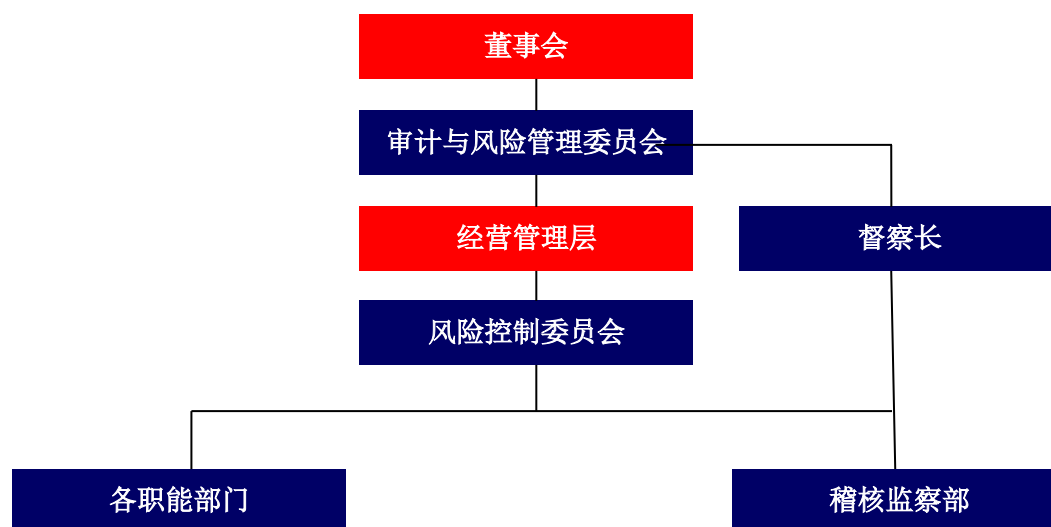 董事会
审计与风险管理委员会
经营管理层
督察长
风险控制委员会
各职能部门
稽核监察部